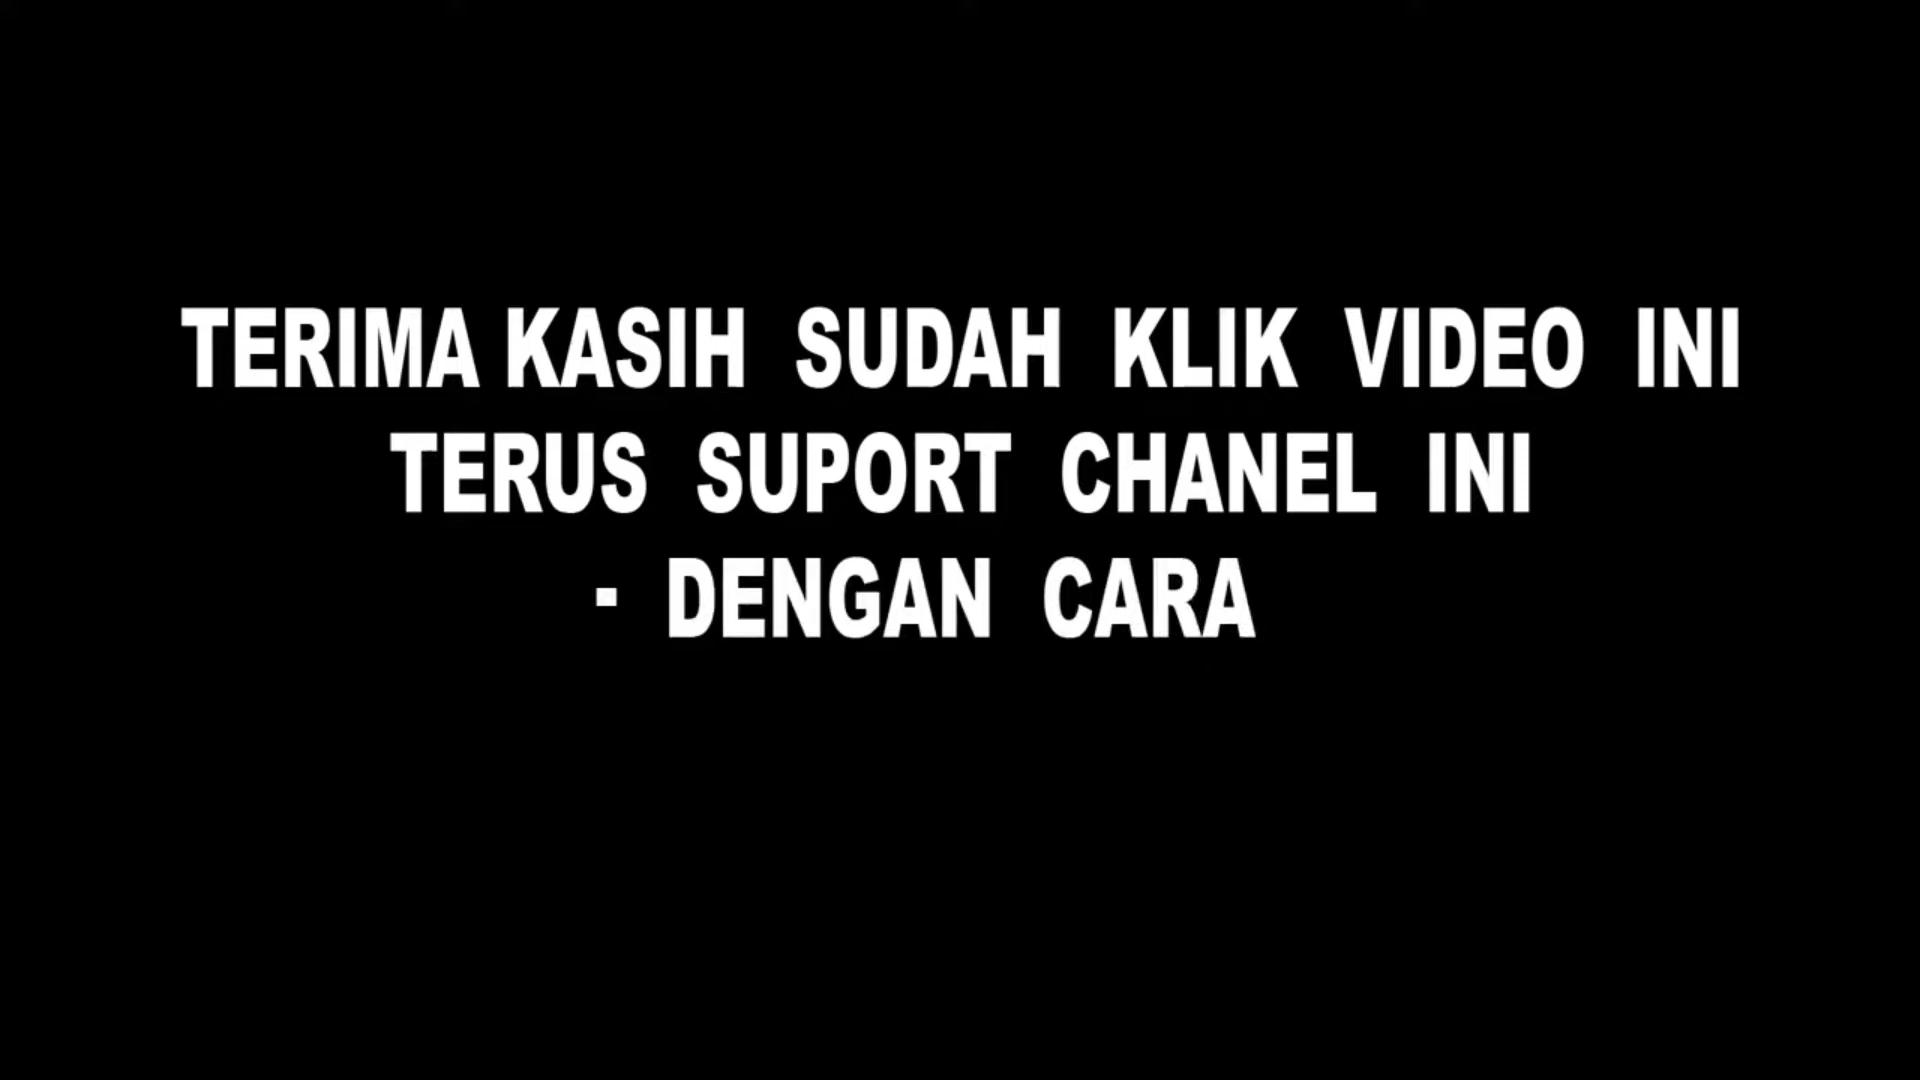 TERIMA KASIH SUDAH KLIK VIDEO INI
TERUS SUPORT CHANEL INI
- DENGAN CARA